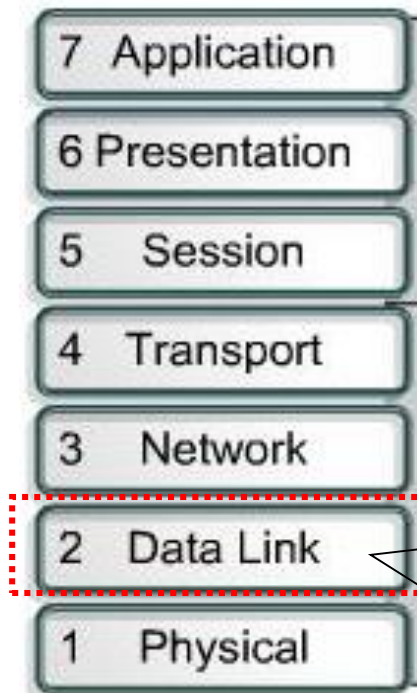 7 Application
6 Presentation
5 Session
4 Transport
3 Network
2 Data Link
1 Physical